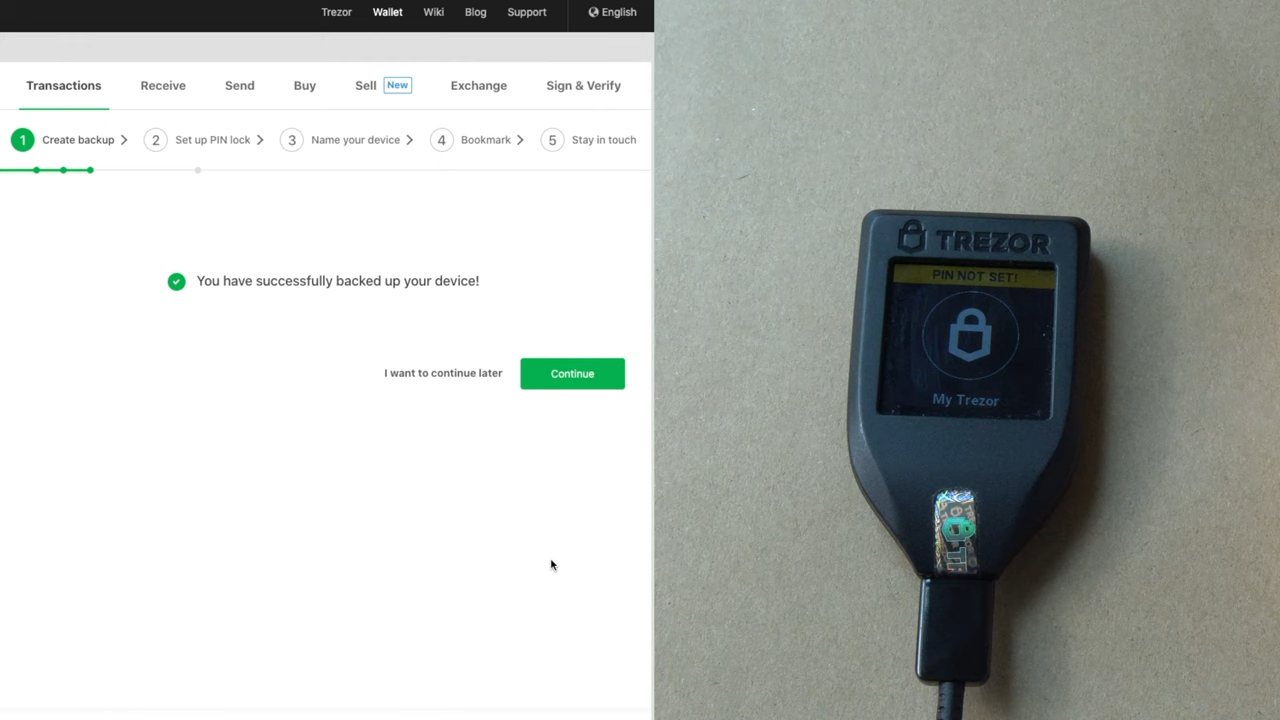 Trezor Wallet Wiki Blog Support English
Transactions Receive Send Buy Sell New Exchange Sign & Verify
1 Create backup 2 Set up PIN lock 3 Name your device 4 Bookmark 5 Stay in touch
You have successfully backed up your device!
I want to continue later Continue
TREZOR
PIN NOT SET!
My Trezor